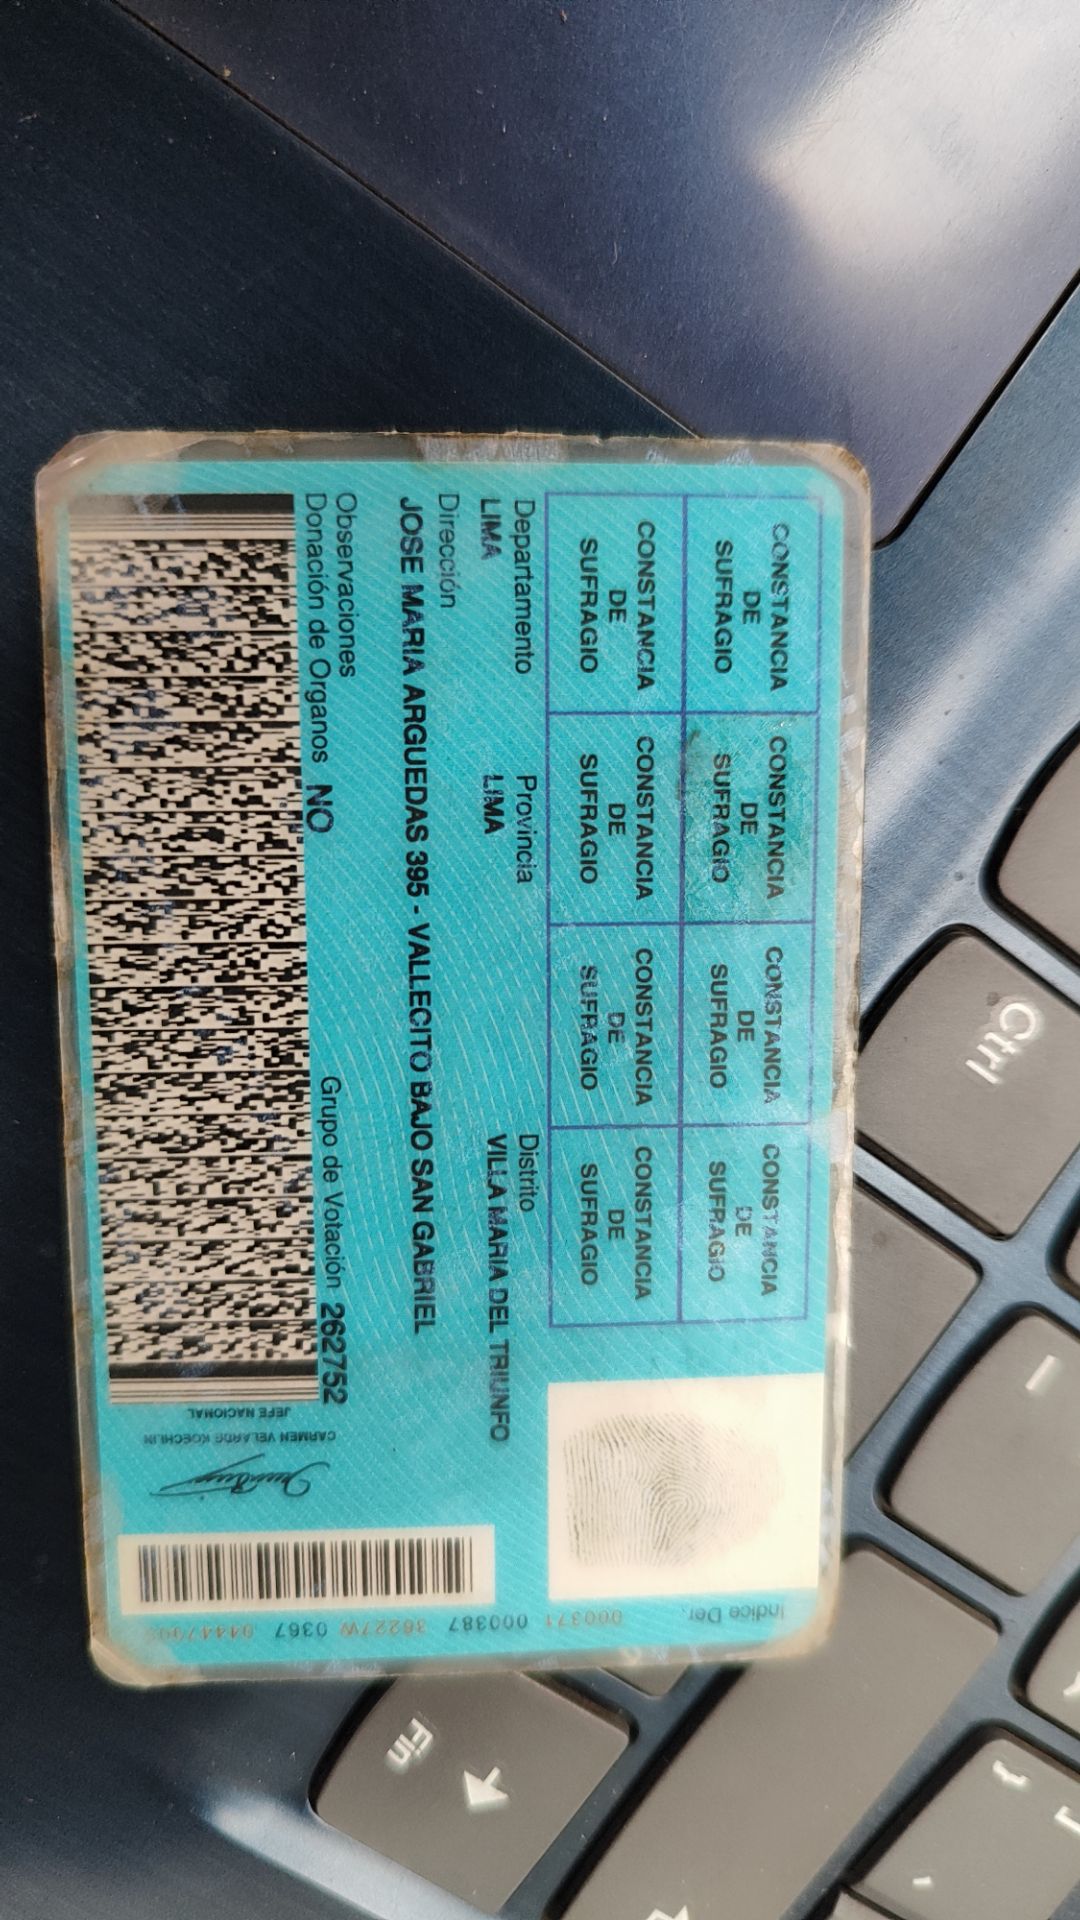 CONSTANCIA DE SUFRAGIO
CONSTANCIA DE SUFRAGIO
CONSTANCIA DE SUFRAGIO
CONSTANCIA DE SUFRAGIO
CONSTANCIA DE SUFRAGIO
CONSTANCIA DE SUFRAGIO
CONSTANCIA DE SUFRAGIO
CONSTANCIA DE SUFRAGIO
Indice Der.
Departamento Provincia Distrito
LIMA LIMA VILLA MARIA DEL TRIUNFO
Dirección
JOSE MARIA ARGUEDAS 395 - VALLECITO BAJO SAN GABRIEL
Observaciones
Donación de Organos NO Grupo de Votación 262752
CARMEN VELARDE KOECHLIN
JEFE NACIONAL
0367 36227W 000387 000371
Ctrl
Fin